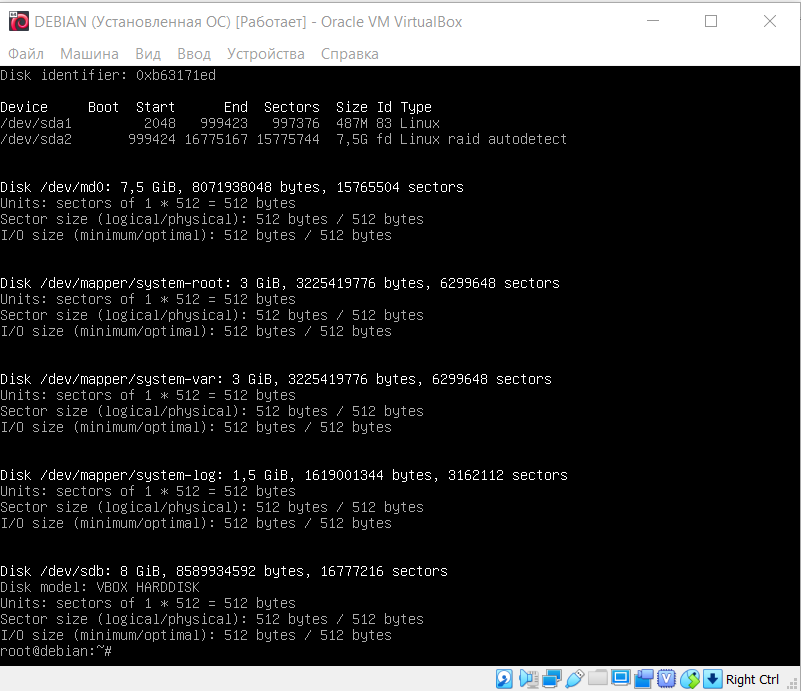 DEBIAN (Установленная ОС) [Работает] - Oracle VM VirtualBox
Файл Машина Вид Ввод Устройства Справка
Disk identifier: 0xb63171ed
Device Boot Start End Sectors Size Id Type
/dev/sda1 2048 999423 997376 487M 83 Linux
/dev/sda2 999424 16775167 15775744 7,5G fd Linux raid autodetect
Disk /dev/md0: 7,5 GiB, 8071938048 bytes, 15765504 sectors
Units: sectors of 1 * 512 = 512 bytes
Sector size (logical/physical): 512 bytes / 512 bytes
I/O size (minimum/optimal): 512 bytes / 512 bytes
Disk /dev/mapper/system-root: 3 GiB, 3225419776 bytes, 6299648 sectors
Units: sectors of 1 * 512 = 512 bytes
Sector size (logical/physical): 512 bytes / 512 bytes
I/O size (minimum/optimal): 512 bytes / 512 bytes
Disk /dev/mapper/system-var: 3 GiB, 3225419776 bytes, 6299648 sectors
Units: sectors of 1 * 512 = 512 bytes
Sector size (logical/physical): 512 bytes / 512 bytes
I/O size (minimum/optimal): 512 bytes / 512 bytes
Disk /dev/mapper/system-log: 1,5 GiB, 1619001344 bytes, 3162112 sectors
Units: sectors of 1 * 512 = 512 bytes
Sector size (logical/physical): 512 bytes / 512 bytes
I/O size (minimum/optimal): 512 bytes / 512 bytes
Disk /dev/sdb: 8 GiB, 8589934592 bytes, 16777216 sectors
Disk model: VBOX HARDDISK
Units: sectors of 1 * 512 = 512 bytes
Sector size (logical/physical): 512 bytes / 512 bytes
I/O size (minimum/optimal): 512 bytes / 512 bytes
root@debian:~#
Right Ctrl